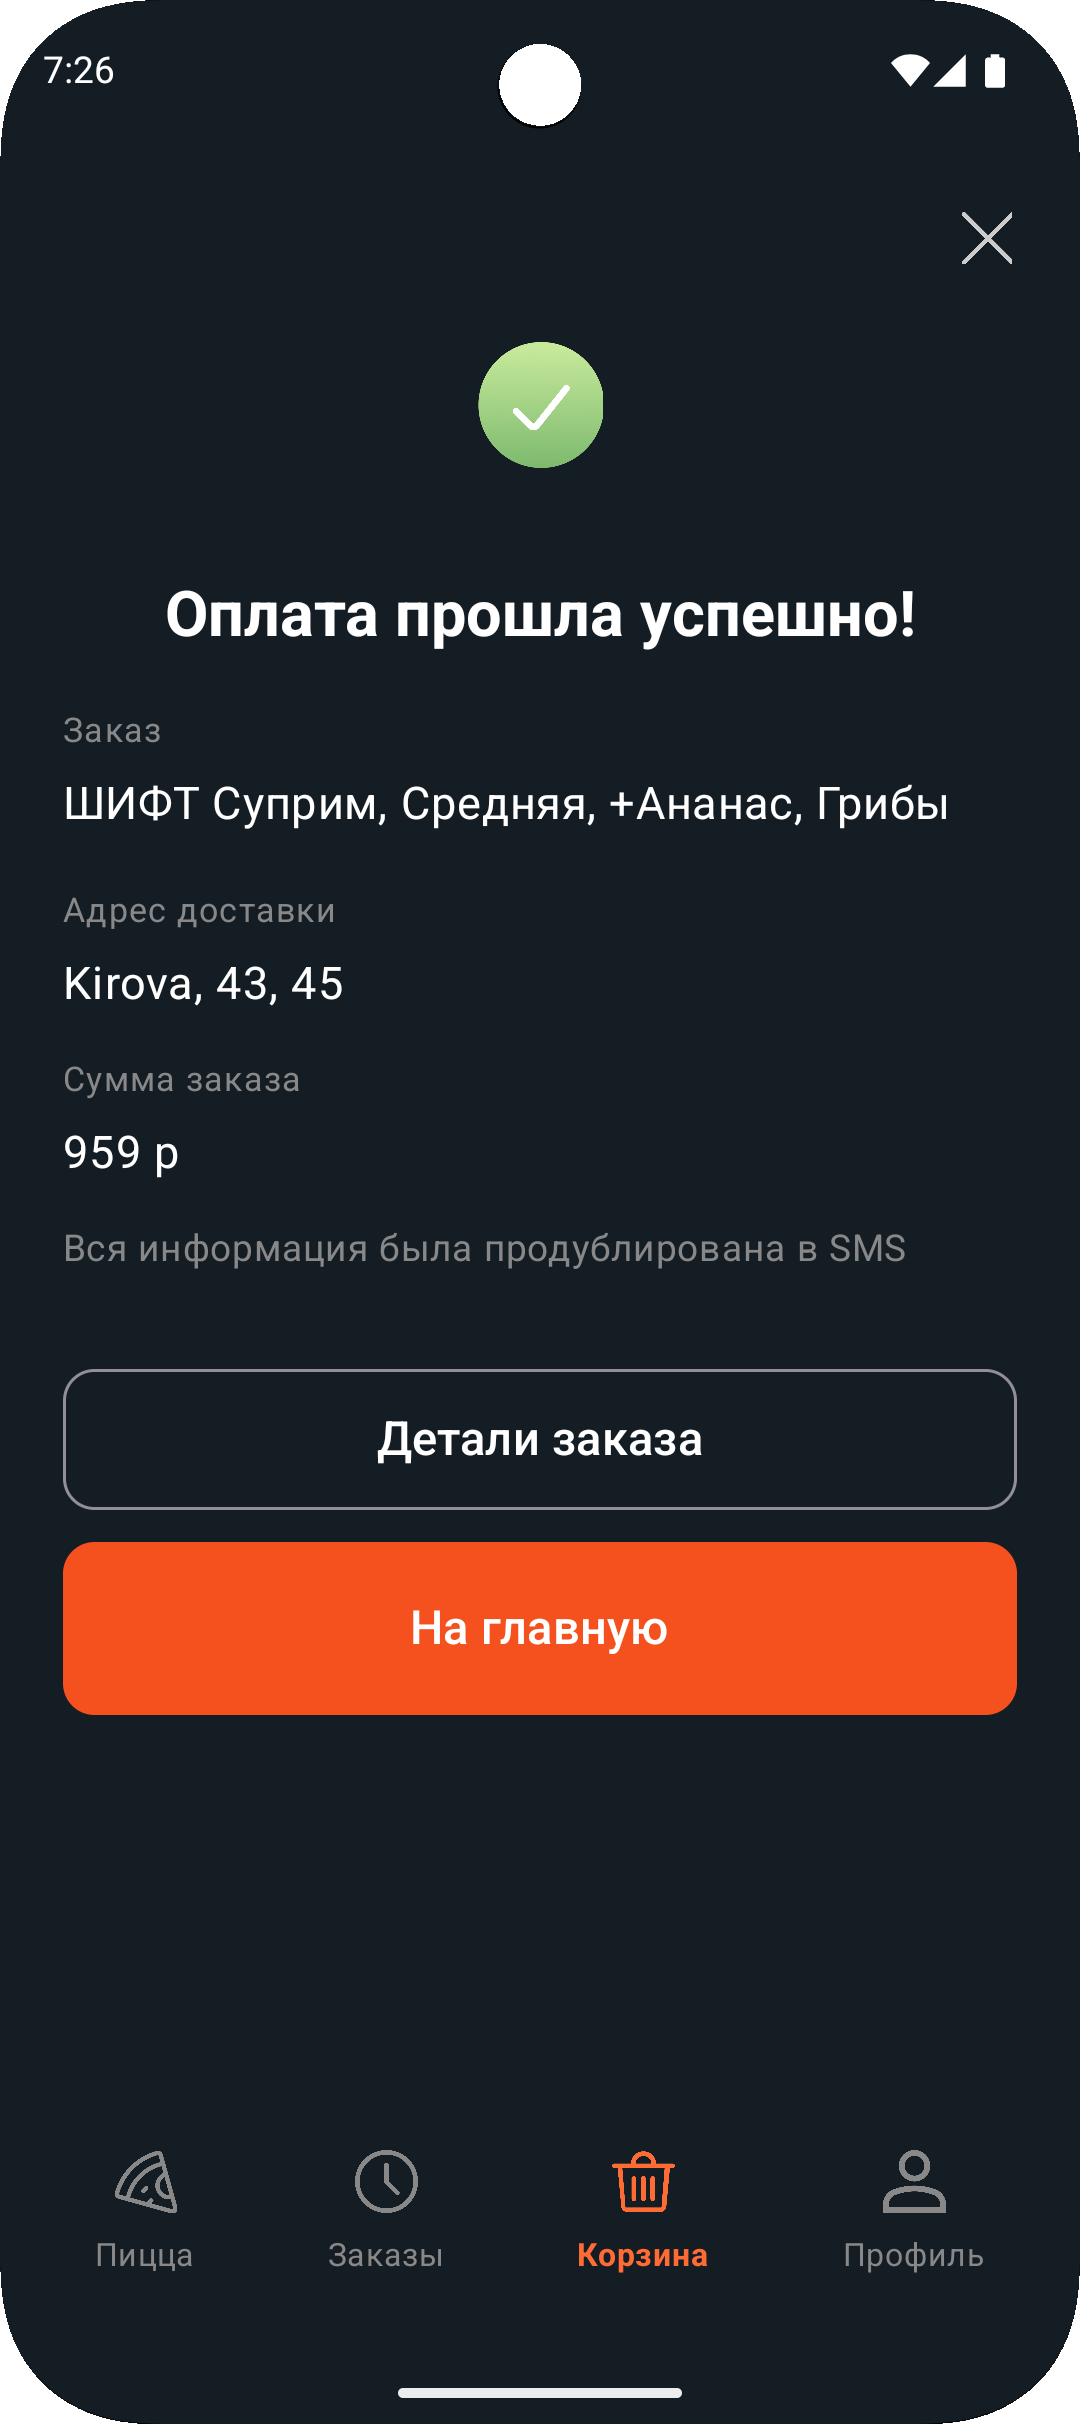 7:26
Оплата прошла успешно!
Заказ
ШИФТ Суприм, Средняя, +Ананас, Грибы
Адрес доставки
Kirova, 43, 45
Сумма заказа
959 р
Вся информация была продублирована в SMS
Детали заказа
На главную
Пицца
Заказы
Корзина
Профиль